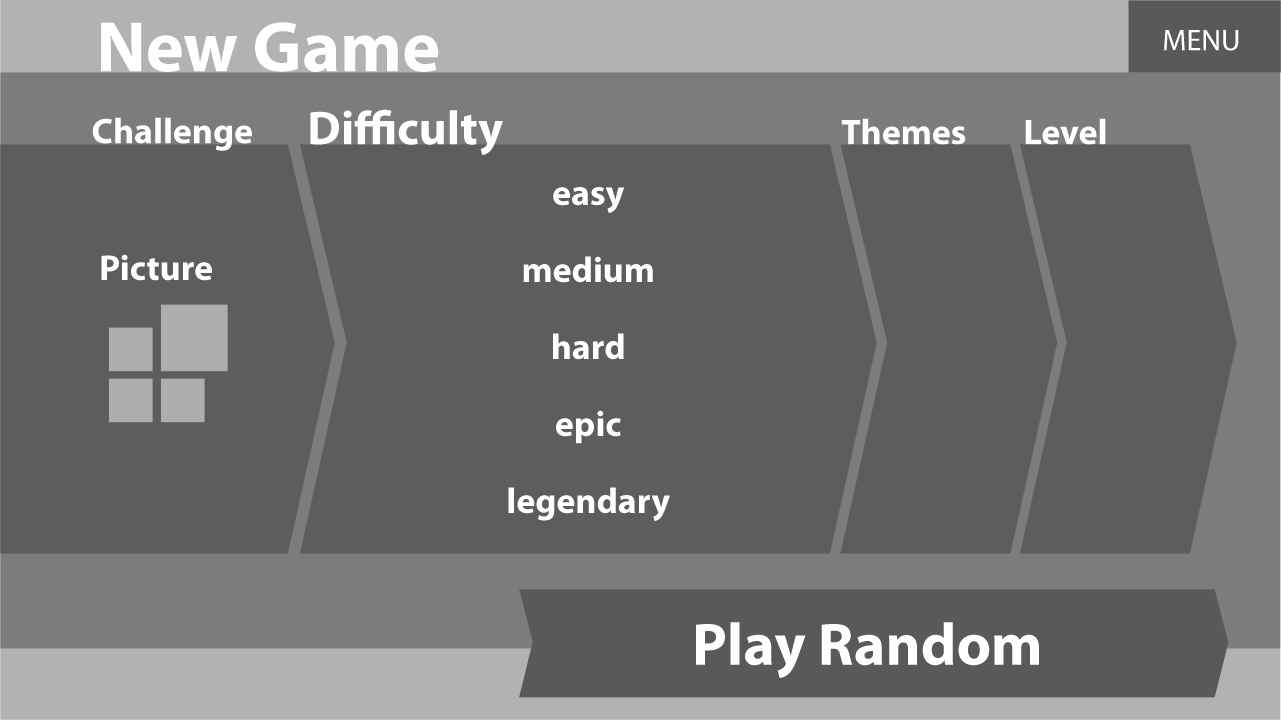 New Game
MENU
Challenge
Difficulty
Themes
Level
easy
medium
hard
epic
legendary
Picture
Play Random